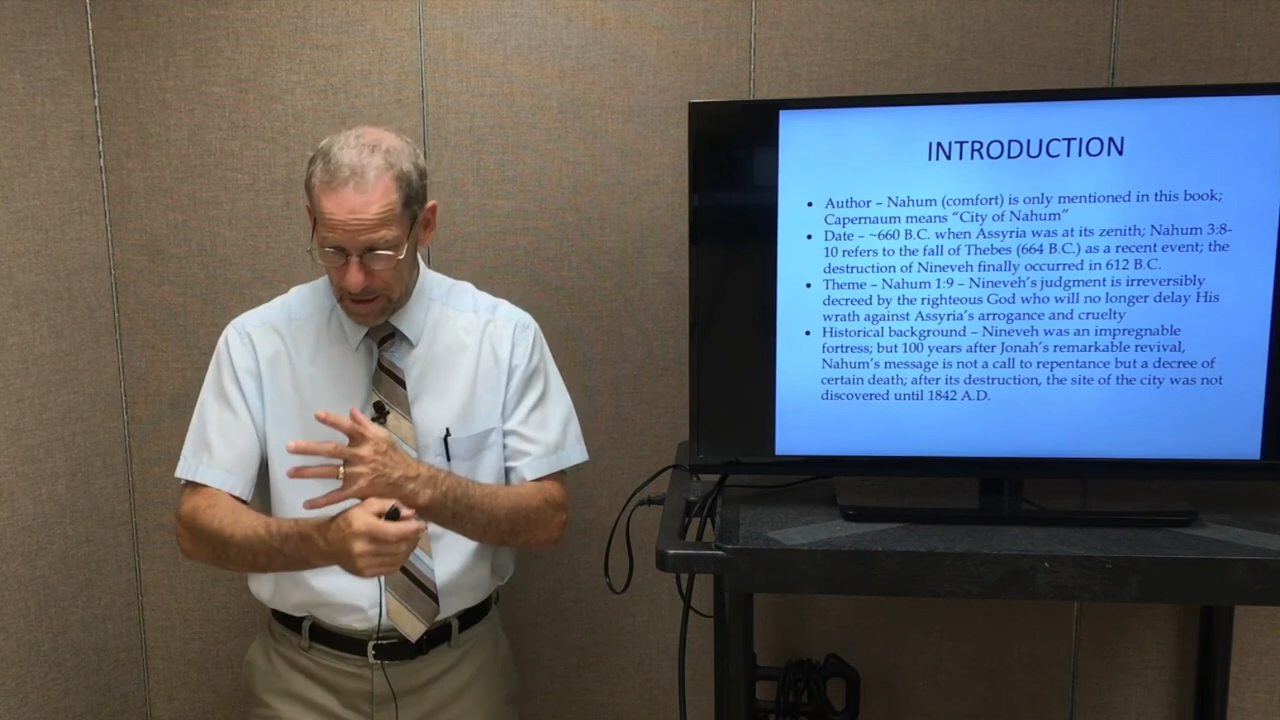 INTRODUCTION
• Author – Nahum (comfort) is only mentioned in this book;
Capernaum means “City of Nahum”
• Date – ~660 B.C. when Assyria was at its zenith; Nahum 3:8-
10 refers to the fall of Thebes (664 B.C.) as a recent event; the
destruction of Nineveh finally occurred in 612 B.C.
• Theme – Nahum 1:9 – Nineveh’s judgment is irreversibly
decreed by the righteous God who will no longer delay His
wrath against Assyria’s arrogance and cruelty
• Historical background – Nineveh was an impregnable
fortress; but 100 years after Jonah’s remarkable revival,
Nahum’s message is not a call to repentance but a decree of
certain death; after its destruction, the site of the city was not
discovered until 1842 A.D.